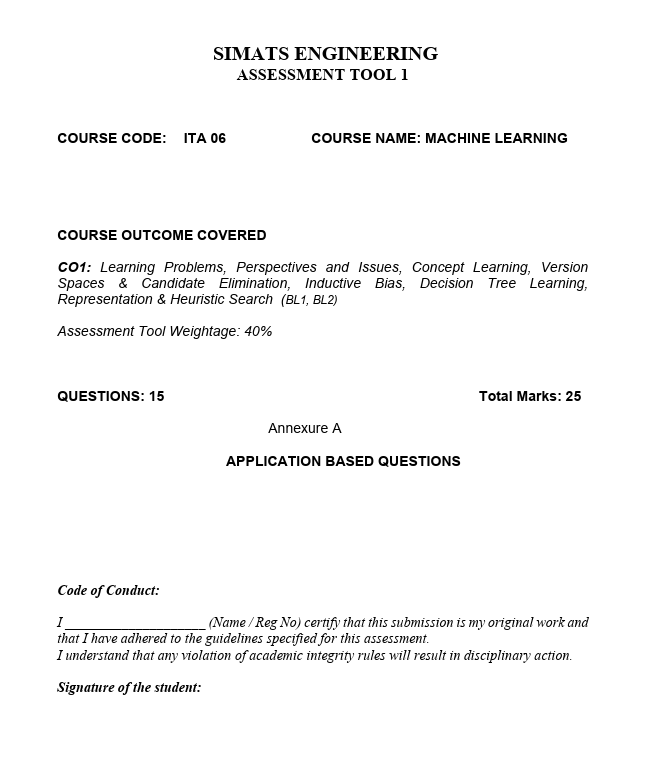 SIMATS ENGINEERING
ASSESSMENT TOOL 1
COURSE CODE: ITA 06 COURSE NAME: MACHINE LEARNING
COURSE OUTCOME COVERED
CO1: Learning Problems, Perspectives and Issues, Concept Learning, Version
Spaces & Candidate Elimination, Inductive Bias, Decision Tree Learning,
Representation & Heuristic Search (BL1, BL2)
Assessment Tool Weightage: 40%
QUESTIONS: 15 Total Marks: 25
Annexure A
APPLICATION BASED QUESTIONS
Code of Conduct:
I ____________________ (Name / Reg No) certify that this submission is my original work and
that I have adhered to the guidelines specified for this assessment.
I understand that any violation of academic integrity rules will result in disciplinary action.
Signature of the student: